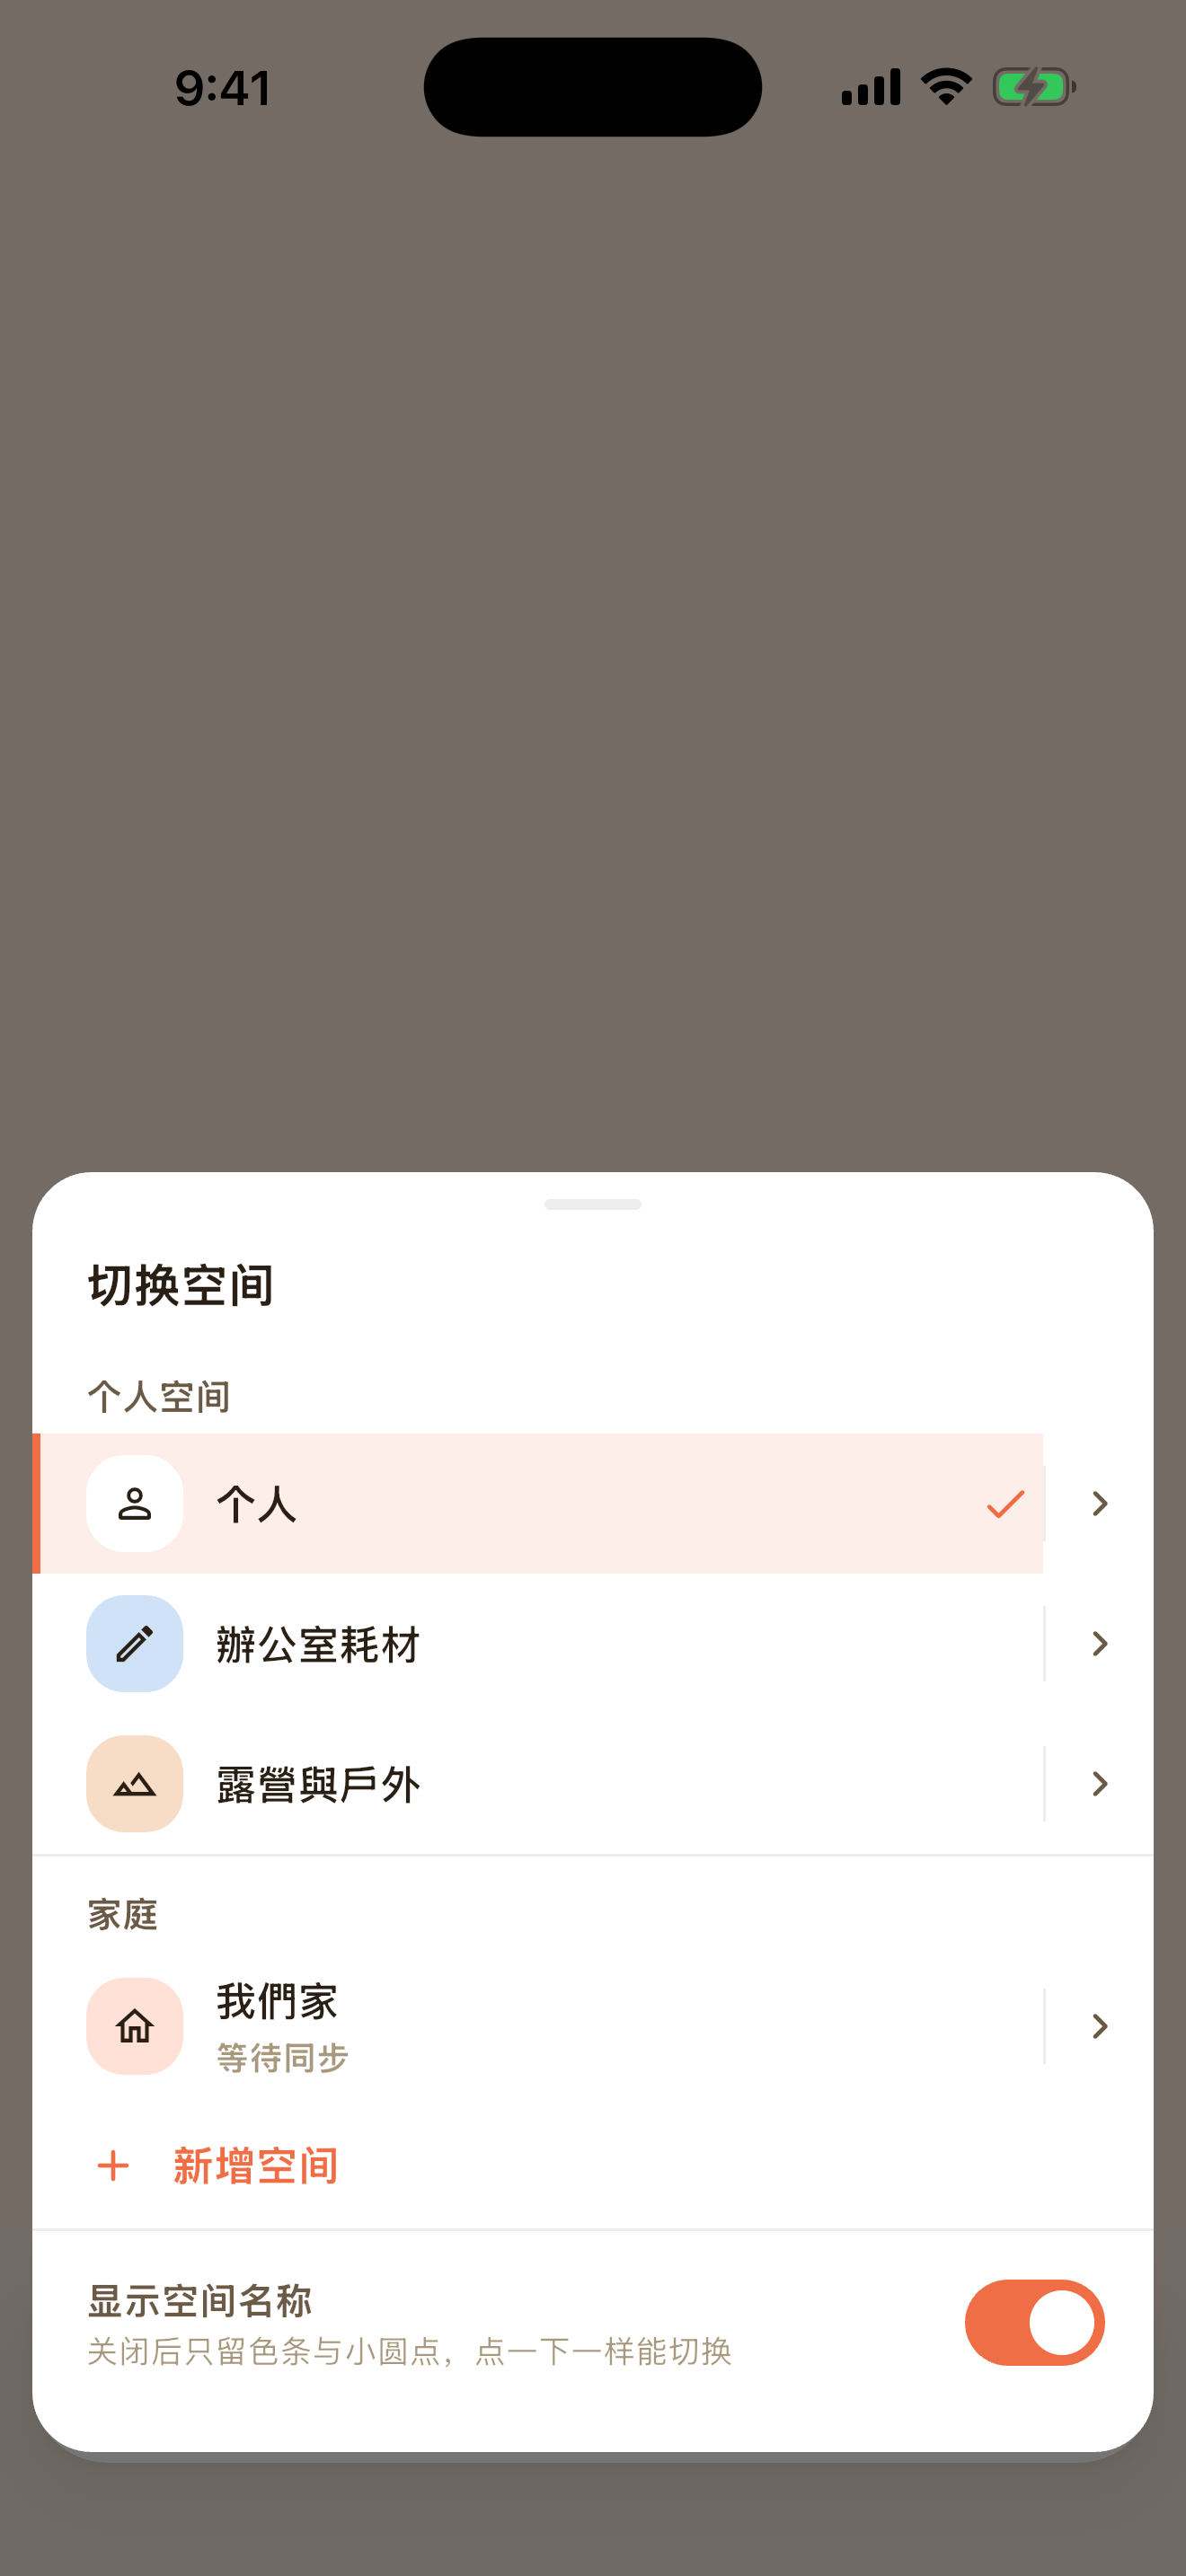 9:41
切换空间
个人空间
个人
辦公室耗材
露營與戶外
家庭
我們家
等待同步
新增空间
显示空间名称
关闭后只留色条与小圆点，点一下一样能切换